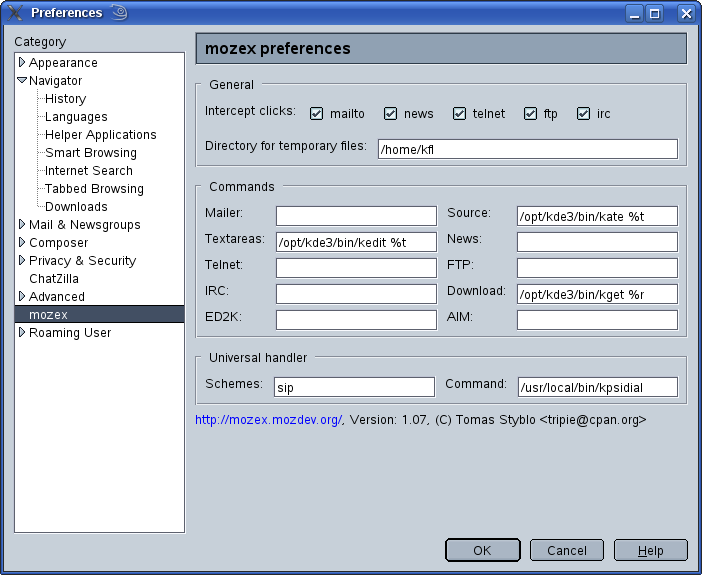 Preferences
Category
Appearance
Navigator
History
Languages
Helper Applications
Smart Browsing
Internet Search
Tabbed Browsing
Downloads
Mail & Newsgroups
Composer
Privacy & Security
ChatZilla
Advanced
mozex
Roaming User
mozex preferences
General
Intercept clicks: mailto news telnet ftp irc
Directory for temporary files: /home/kfl
Commands
Mailer: Source: /opt/kde3/bin/kate %t
Textareas: /opt/kde3/bin/kedit %t News:
Telnet: FTP:
IRC: Download: /opt/kde3/bin/kget %r
ED2K: AIM:
Universal handler
Schemes: sip Command: /usr/local/bin/kpsidial
http://mozex.mozdev.org/, Version: 1.07, (C) Tomas Styblo <tripie@cpan.org>
OK Cancel Help